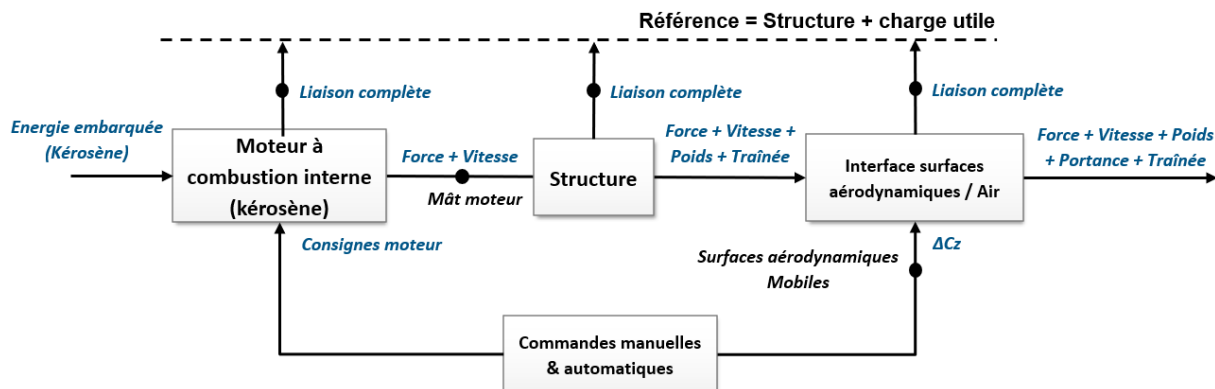 Référence = Structure + charge utile
Liaison complète
Liaison complète
Liaison complète
Energie embarquée
(Kérosène)
Moteur à
combustion interne
(kérosène)
Force + Vitesse
Mât moteur
Structure
Force + Vitesse +
Poids + Traînée
Interface surfaces
aérodynamiques / Air
Force + Vitesse + Poids
+ Portance + Traînée
Consignes moteur
Surfaces aérodynamiques
Mobiles
ΔCz
Commandes manuelles
& automatiques